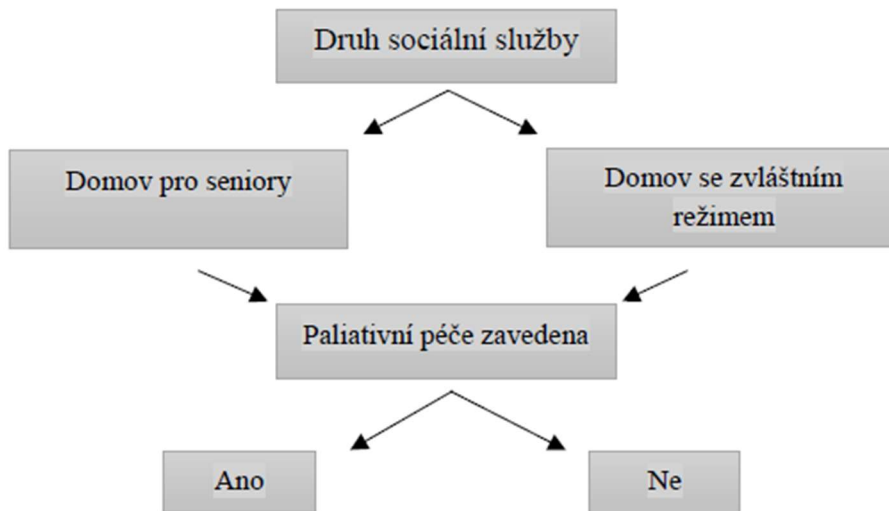 Druh sociální služby
Domov pro seniory
Domov se zvláštním
režimem
Paliativní péče zavedena
Ano
Ne